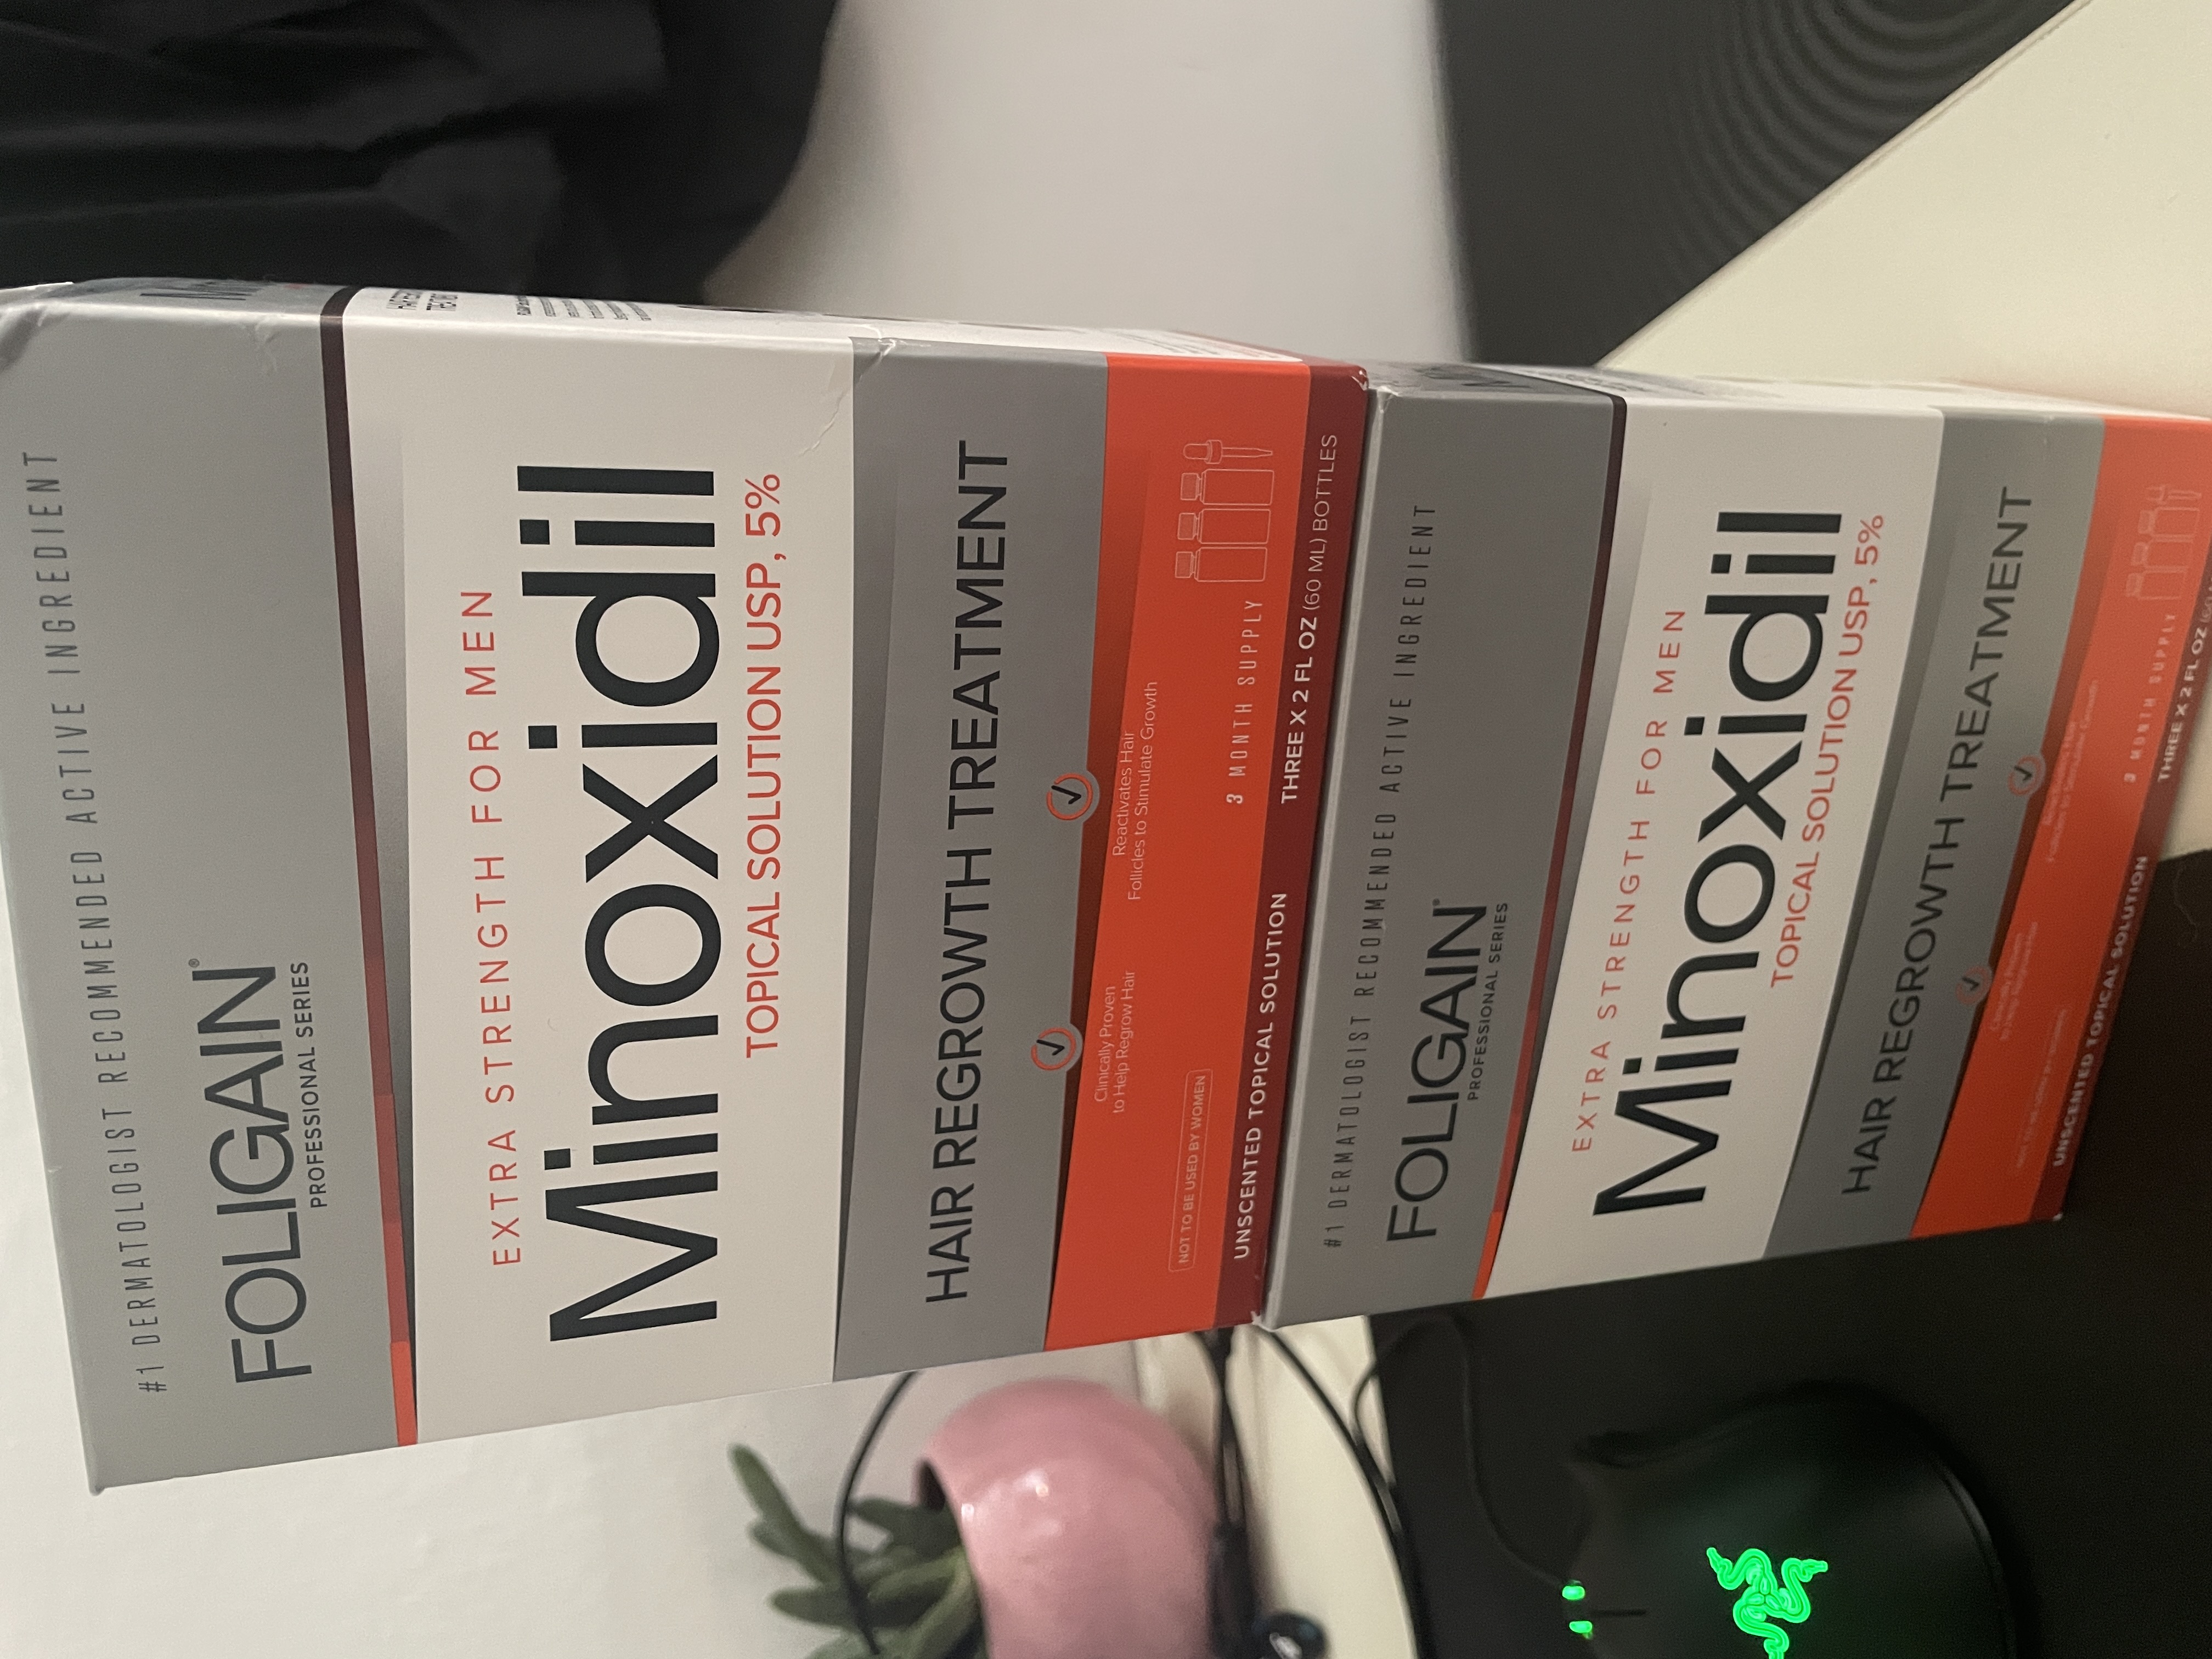 #1 DERMATOLOGIST RECOMMENDED ACTIVE INGREDIENT
FOLIGAIN®
PROFESSIONAL SERIES
EXTRA STRENGTH FOR MEN
Minoxidil
TOPICAL SOLUTION USP, 5%
HAIR REGROWTH TREATMENT
Clinically Proven
to Help Regrow Hair
Reactivates Hair
Follicles to Stimulate Growth
NOT TO BE USED BY WOMEN
3 MONTH SUPPLY
UNSCENTED TOPICAL SOLUTION THREE X 2 FL OZ (60 ML) BOTTLES
#1 DERMATOLOGIST RECOMMENDED ACTIVE INGREDIENT
FOLIGAIN®
PROFESSIONAL SERIES
EXTRA STRENGTH FOR MEN
Minoxidil
TOPICAL SOLUTION USP, 5%
HAIR REGROWTH TREATMENT
3 MONTH SUPPLY
UNSCENTED TOPICAL SOLUTION THREE X 2 FL OZ